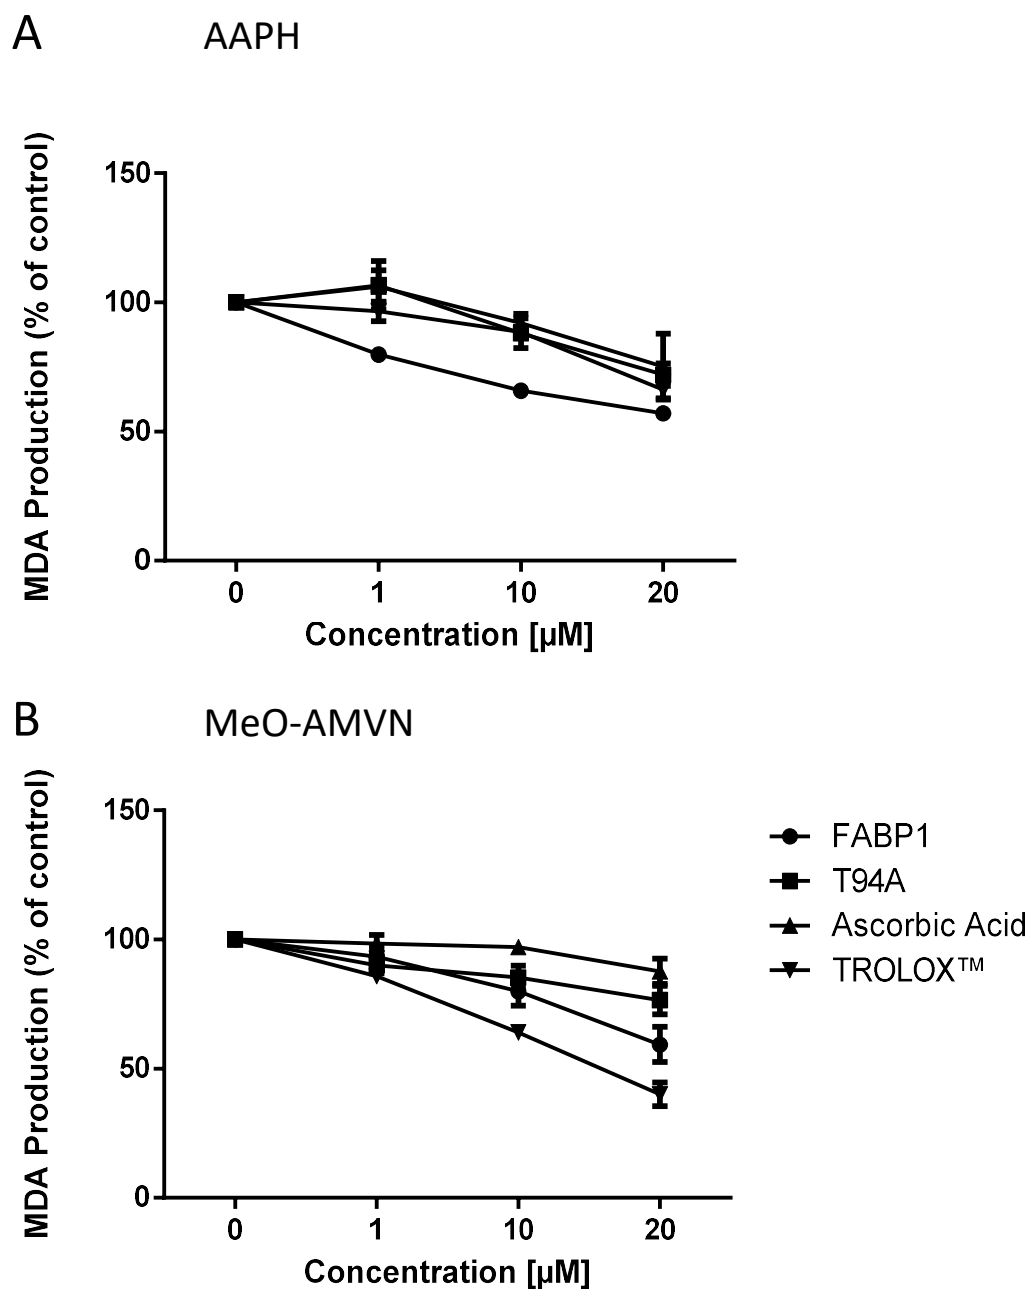 A
AAPH
MDA Production (% of control)
150
100
50
0
0 1 10 20
Concentration [µM]
B
MeO-AMVN
MDA Production (% of control)
150
100
50
0
0 1 10 20
Concentration [µM]
FABP1
T94A
Ascorbic Acid
TROLOX™